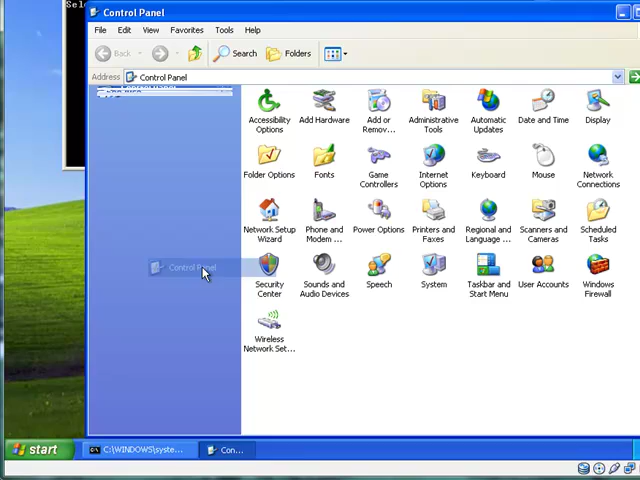 Sel
Control Panel
File Edit View Favorites Tools Help
Back Search Folders
Address Control Panel
Accessibility Options
Add Hardware
Add or Remov...
Administrative Tools
Automatic Updates
Date and Time
Display
Folder Options
Fonts
Game Controllers
Internet Options
Keyboard
Mouse
Network Connections
Network Setup Wizard
Phone and Modem ...
Power Options
Printers and Faxes
Regional and Language ...
Scanners and Cameras
Scheduled Tasks
Control Panel
Security Center
Sounds and Audio Devices
Speech
System
Taskbar and Start Menu
User Accounts
Windows Firewall
Wireless Network Set...
start C:\WINDOWS\syste... Con...